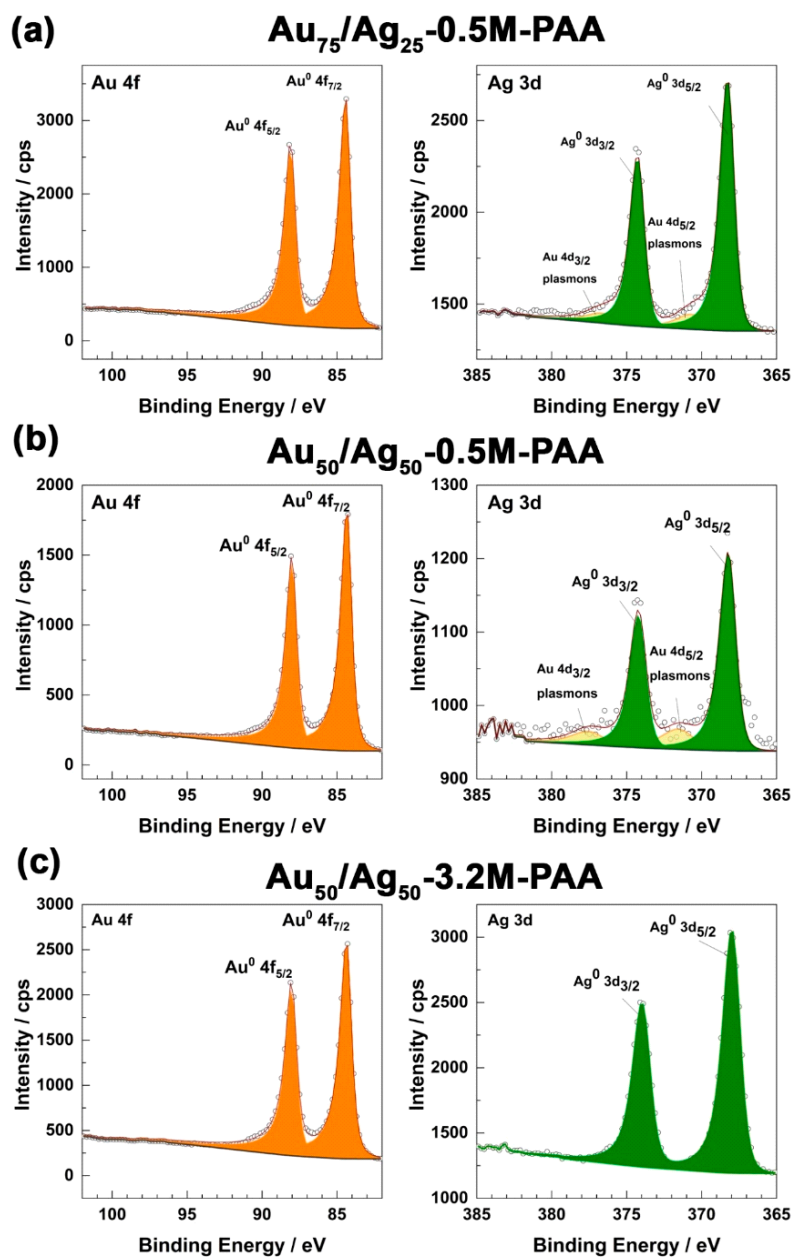 (a) Au₇₅/Ag₂₅-0.5M-PAA
Au 4f
Au⁰ 4f₇/₂
Au⁰ 4f₅/₂
Intensity / cps
3000
2000
1000
0
100 95 90 85
Binding Energy / eV
Ag 3d
Ag⁰ 3d₅/₂
Ag⁰ 3d₃/₂
Au 4d₅/₂
plasmons
Au 4d₃/₂
plasmons
Intensity / cps
2500
2000
1500
385 380 375 370 365
Binding Energy / eV
(b) Au₅₀/Ag₅₀-0.5M-PAA
Au 4f
Au⁰ 4f₇/₂
Au⁰ 4f₅/₂
Intensity / cps
2000
1500
1000
500
0
100 95 90 85
Binding Energy / eV
Ag 3d
Ag⁰ 3d₅/₂
Ag⁰ 3d₃/₂
Au 4d₃/₂
plasmons
Au 4d₅/₂
plasmons
Intensity / cps
1300
1200
1100
1000
900
385 380 375 370 365
Binding Energy / eV
(c) Au₅₀/Ag₅₀-3.2M-PAA
Au 4f
Au⁰ 4f₇/₂
Au⁰ 4f₅/₂
Intensity / cps
3000
2500
2000
1500
1000
500
0
100 95 90 85
Binding Energy / eV
Ag 3d
Ag⁰ 3d₅/₂
Ag⁰ 3d₃/₂
Intensity / cps
3000
2500
2000
1500
1000
385 380 375 370 365
Binding Energy / eV